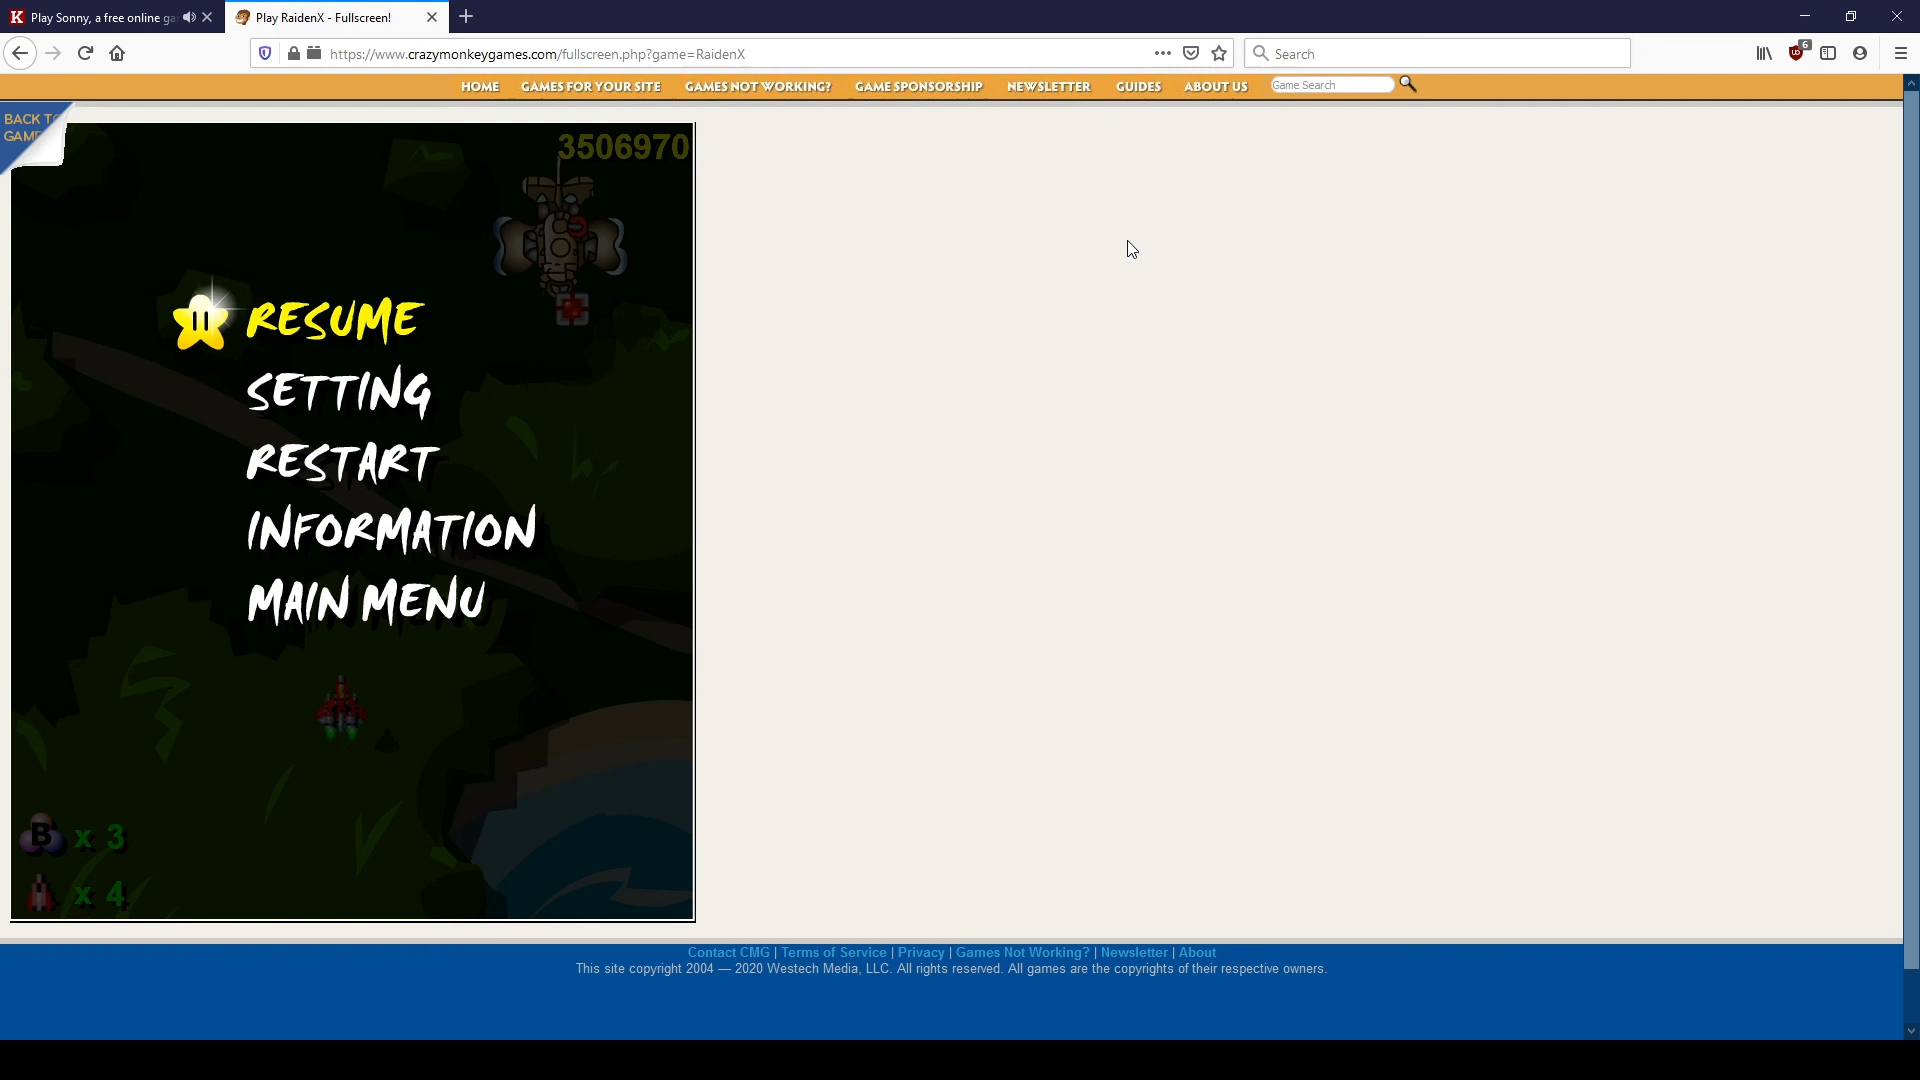 Play Sonny, a free online ga
Play RaidenX - Fullscreen!
https://www.crazymonkeygames.com/fullscreen.php?game=RaidenX
Search
6
HOME GAMES FOR YOUR SITE GAMES NOT WORKING? GAME SPONSORSHIP NEWSLETTER GUIDES ABOUT US Game Search
BACK TO
GAME
3506970
RESUME
SETTING
RESTART
INFORMATION
MAIN MENU
B x 3
x 4
Contact CMG | Terms of Service | Privacy | Games Not Working? | Newsletter | About
This site copyright 2004 — 2020 Westech Media, LLC. All rights reserved. All games are the copyrights of their respective owners.